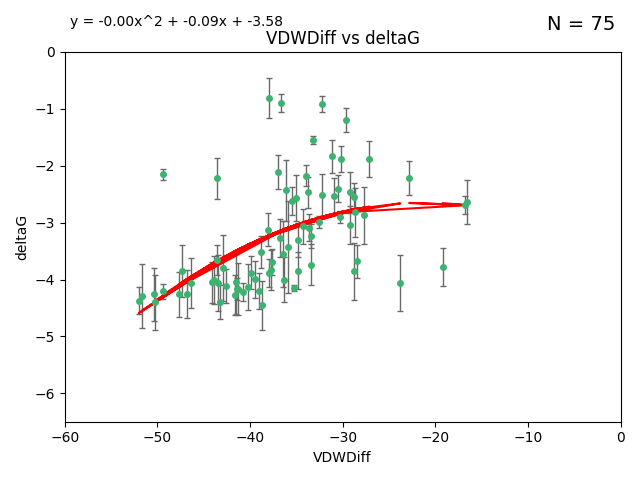 y = -0.00x^2 + -0.09x + -3.58
N = 75
VDWDiff vs deltaG
0
−1
−2
−3
−4
−5
−6
deltaG
−60 −50 −40 −30 −20 −10 0
VDWDiff